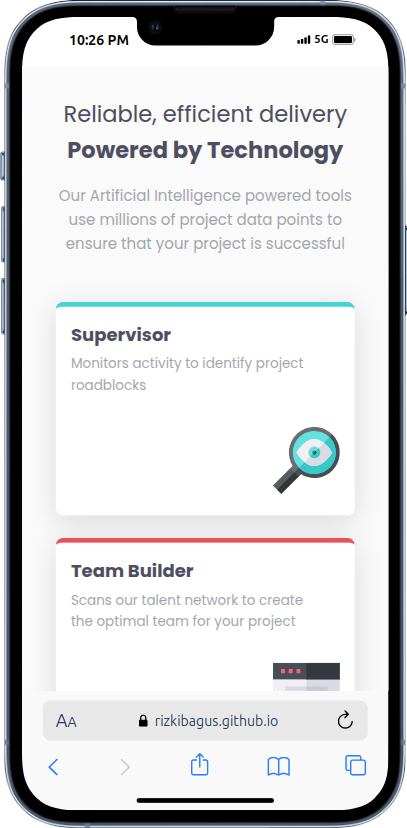 10:26 PM
5G
Reliable, efficient delivery
Powered by Technology
Our Artificial Intelligence powered tools
use millions of project data points to
ensure that your project is successful
Supervisor
Monitors activity to identify project
roadblocks
Team Builder
Scans our talent network to create
the optimal team for your project
AA
rizkibagus.github.io